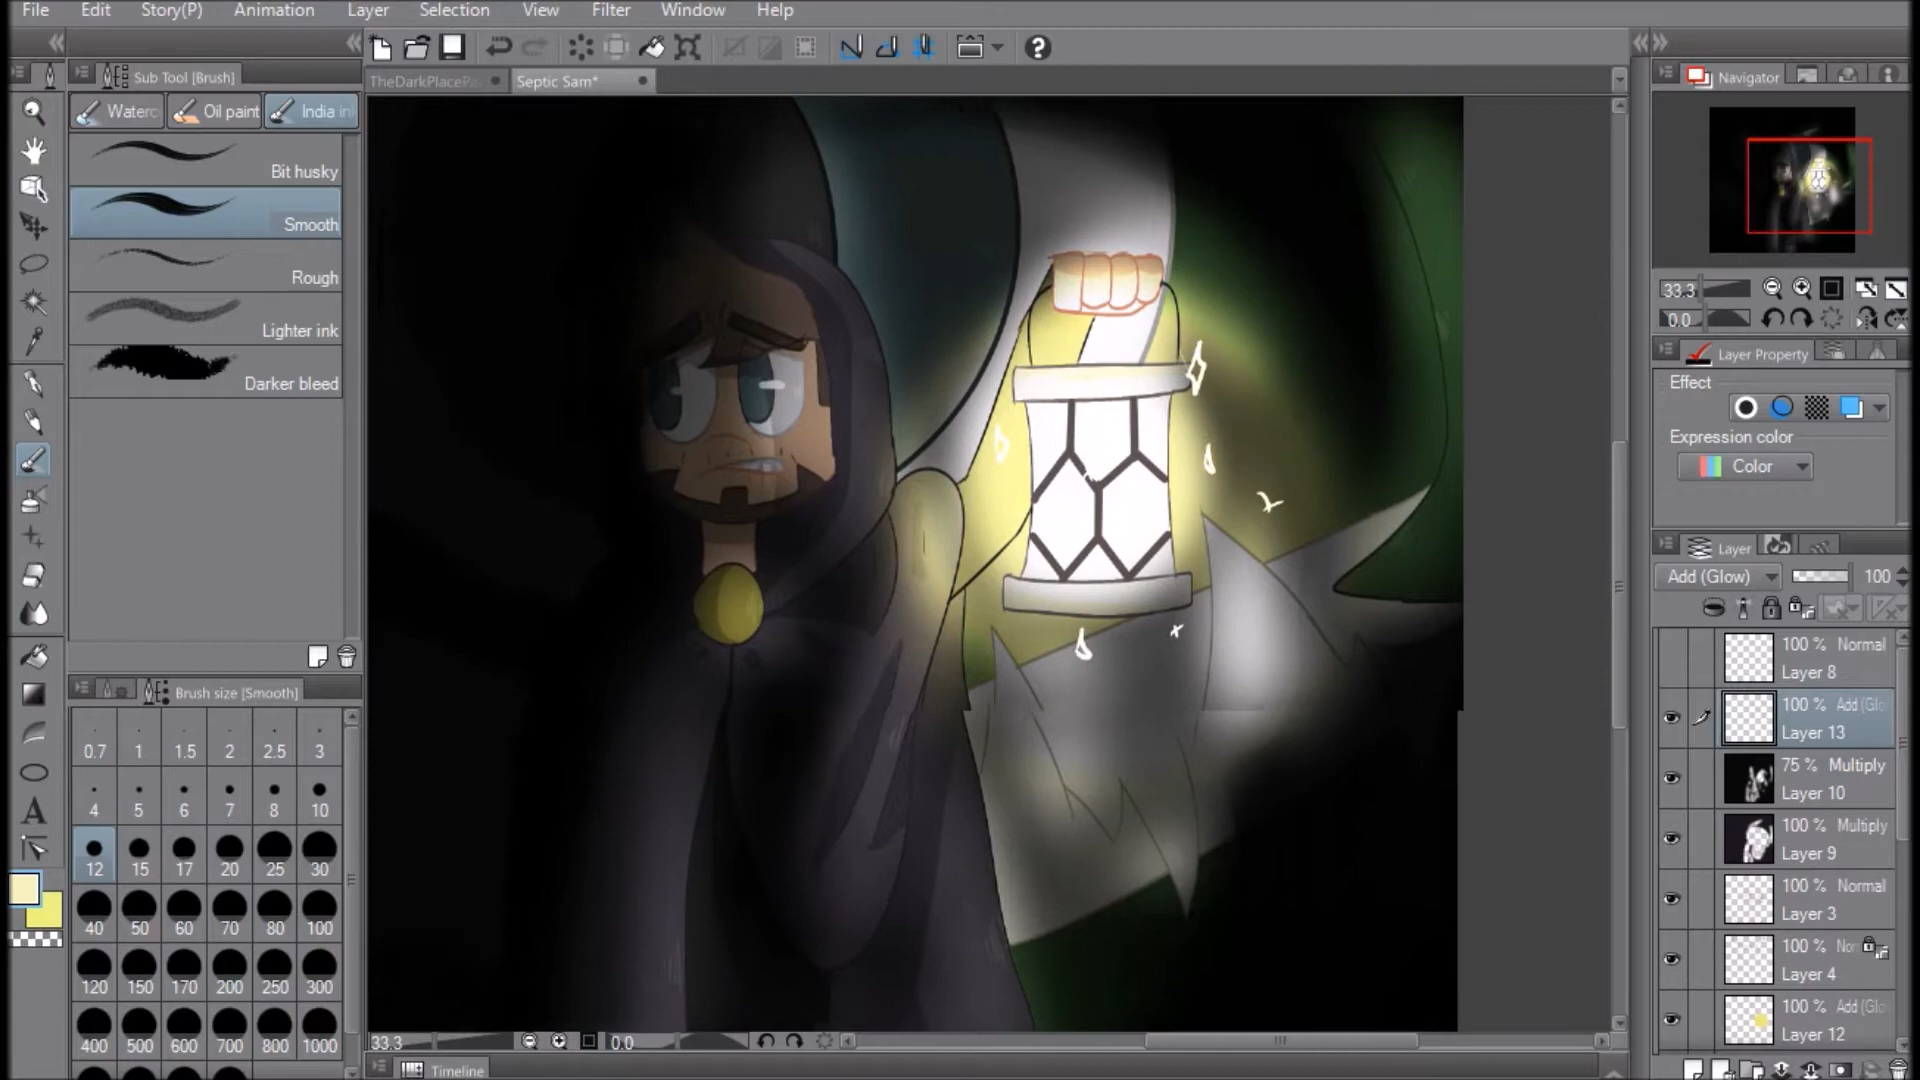 File Edit Story(P) Animation Layer Selection View Filter Window Help
Sub Tool [Brush]
Oil paint
Bit husky
Smooth
Rough
Lighter ink
Darker bleed
Brush size [Smooth]
0.7 1 1.5 2 2.5 3
4 5 6 7 8 10
12 15 17 20 25 30
40 50 60 70 80 100
120 150 170 200 250 300
400 500 600 700 800 1000
Septic Sam*
33.3 0.0
Timeline
Navigator
33.3
0.0
Layer Property
Effect
Expression color
Color
Layer
Add (Glow) 100
100 % Normal
Layer 8
100 % Add (Glo
Layer 13
75 % Multiply
Layer 10
100 % Multiply
Layer 9
100 % Normal
Layer 3
100 % Nor
Layer 4
100 % Add (Glo
Layer 12